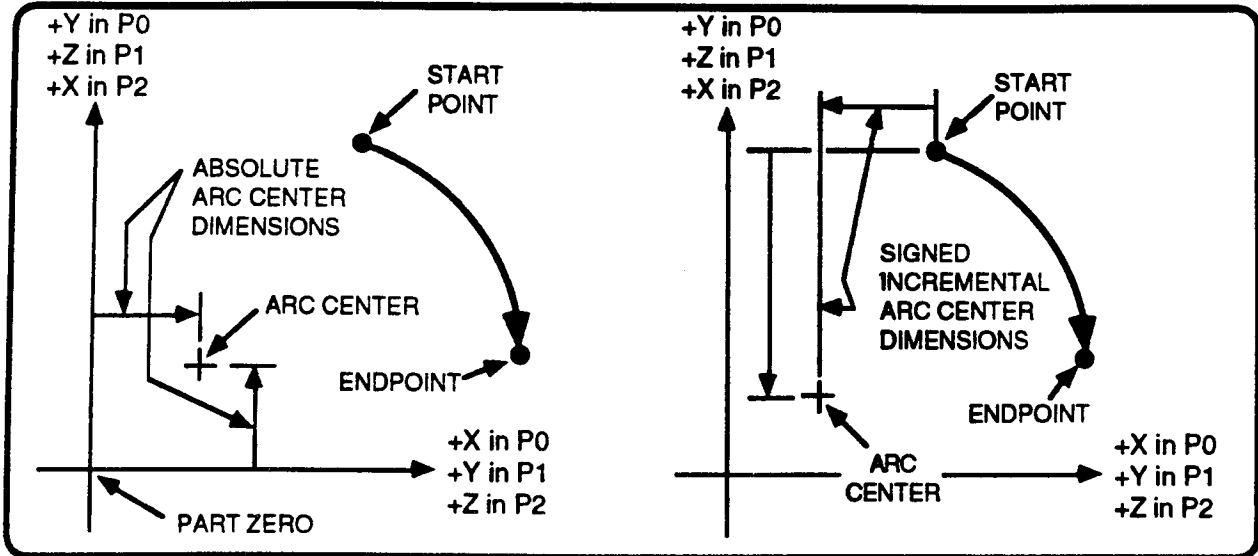 +Y in P0
+Z in P1
+X in P2
START
POINT
ABSOLUTE
ARC CENTER
DIMENSIONS
ARC CENTER
ENDPOINT
+X in P0
+Y in P1
+Z in P2
PART ZERO
+Y in P0
+Z in P1
+X in P2
START
POINT
SIGNED
INCREMENTAL
ARC CENTER
DIMENSIONS
ENDPOINT
ARC
CENTER
+X in P0
+Y in P1
+Z in P2